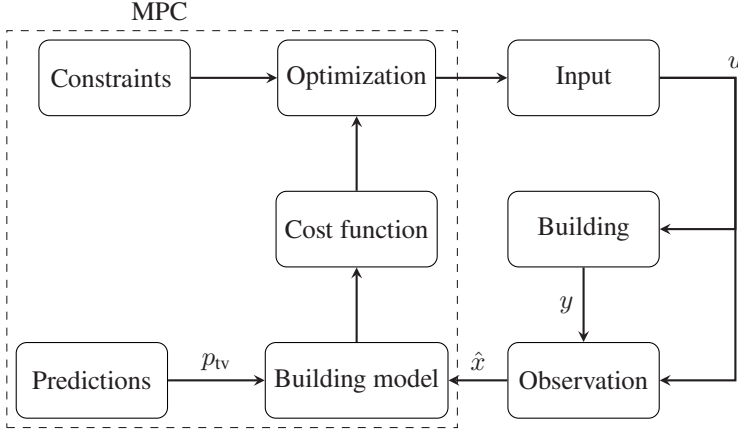 MPC
Constraints
Optimization
Input
u
Cost function
Building
y
Predictions
p_tv
Building model
x̂
Observation